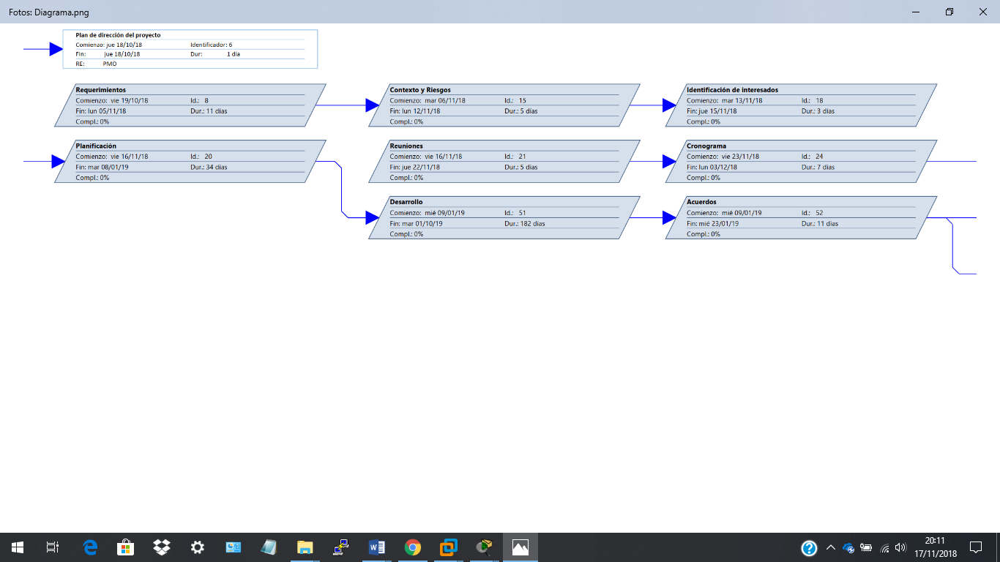 Fotos: Diagrama.png
Plan de dirección del proyecto
Comienzo: jue 18/10/18 Identificador: 6
Fin: jue 18/10/18 Dur: 1 día
RE: PMO
Requerimientos
Comienzo: vie 19/10/18 Id.: 8
Fin: lun 05/11/18 Dur.: 11 días
Compl.: 0%
Contexto y Riesgos
Comienzo: mar 06/11/18 Id.: 15
Fin: lun 12/11/18 Dur.: 5 días
Compl.: 0%
Identificación de interesados
Comienzo: mar 13/11/18 Id.: 18
Fin: jue 15/11/18 Dur.: 3 días
Compl.: 0%
Planificación
Comienzo: vie 16/11/18 Id.: 20
Fin: mar 08/01/19 Dur.: 34 días
Compl.: 0%
Reuniones
Comienzo: vie 16/11/18 Id.: 21
Fin: jue 22/11/18 Dur.: 5 días
Compl.: 0%
Cronograma
Comienzo: vie 23/11/18 Id.: 24
Fin: lun 03/12/18 Dur.: 7 días
Compl.: 0%
Desarrollo
Comienzo: mié 09/01/19 Id.: 51
Fin: mar 01/10/19 Dur.: 182 días
Compl.: 0%
Acuerdos
Comienzo: mié 09/01/19 Id.: 52
Fin: mié 23/01/19 Dur.: 11 días
Compl.: 0%
20:11
17/11/2018